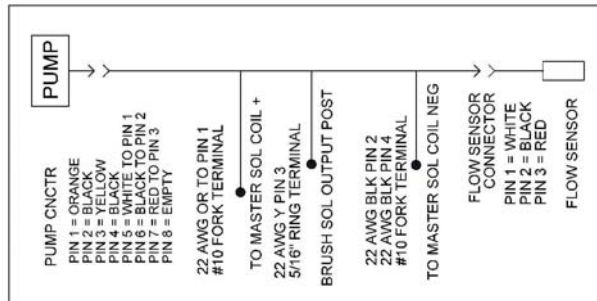 PUMP
PUMP CNCTR
PIN 1 = ORANGE
PIN 2 = BLACK
PIN 3 = YELLOW
PIN 4 = BLACK
PIN 5 = WHITE TO PIN 1
PIN 6 = BLACK TO PIN 2
PIN 7 = RED TO PIN 3
PIN 8 = EMPTY
22 AWG OR TO PIN 1
#10 FORK TERMINAL
TO MASTER SOL COIL +
22 AWG Y PIN 3
5/16" RING TERMINAL
BRUSH SOL OUTPUT POST
22 AWG BLK PIN 2
22 AWG BLK PIN 4
#10 FORK TERMINAL
TO MASTER SOL COIL NEG
FLOW SENSOR
CONNECTOR
PIN 1 = WHITE
PIN 2 = BLACK
PIN 3 = RED
FLOW SENSOR